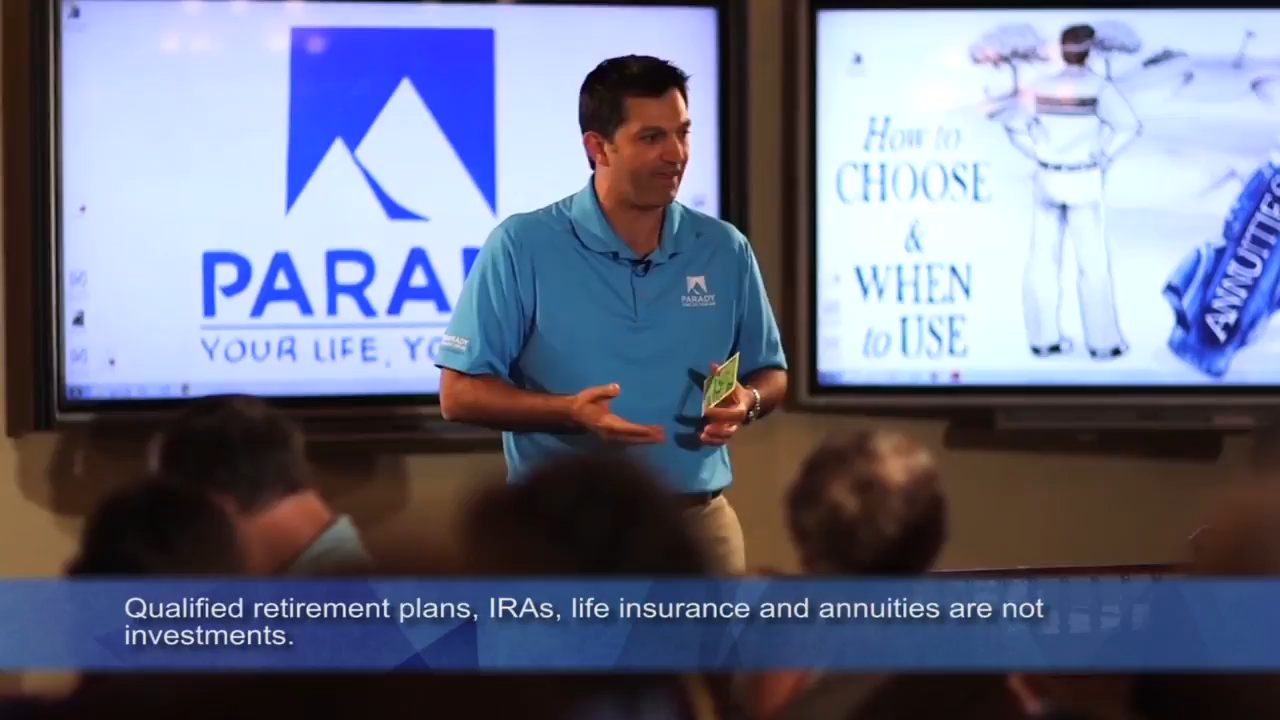 PARA
YOUR LIFE, YO
How to
CHOOSE
&
WHEN
to USE
ANNUITIES
PARADY
PARADY
Qualified retirement plans, IRAs, life insurance and annuities are not
investments.